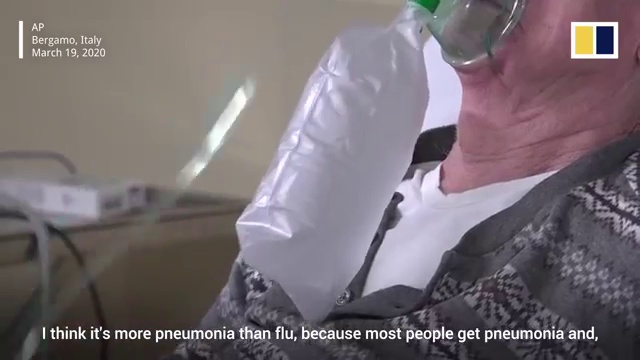 AP
Bergamo, Italy
March 19, 2020
I think it's more pneumonia than flu, because most people get pneumonia and,